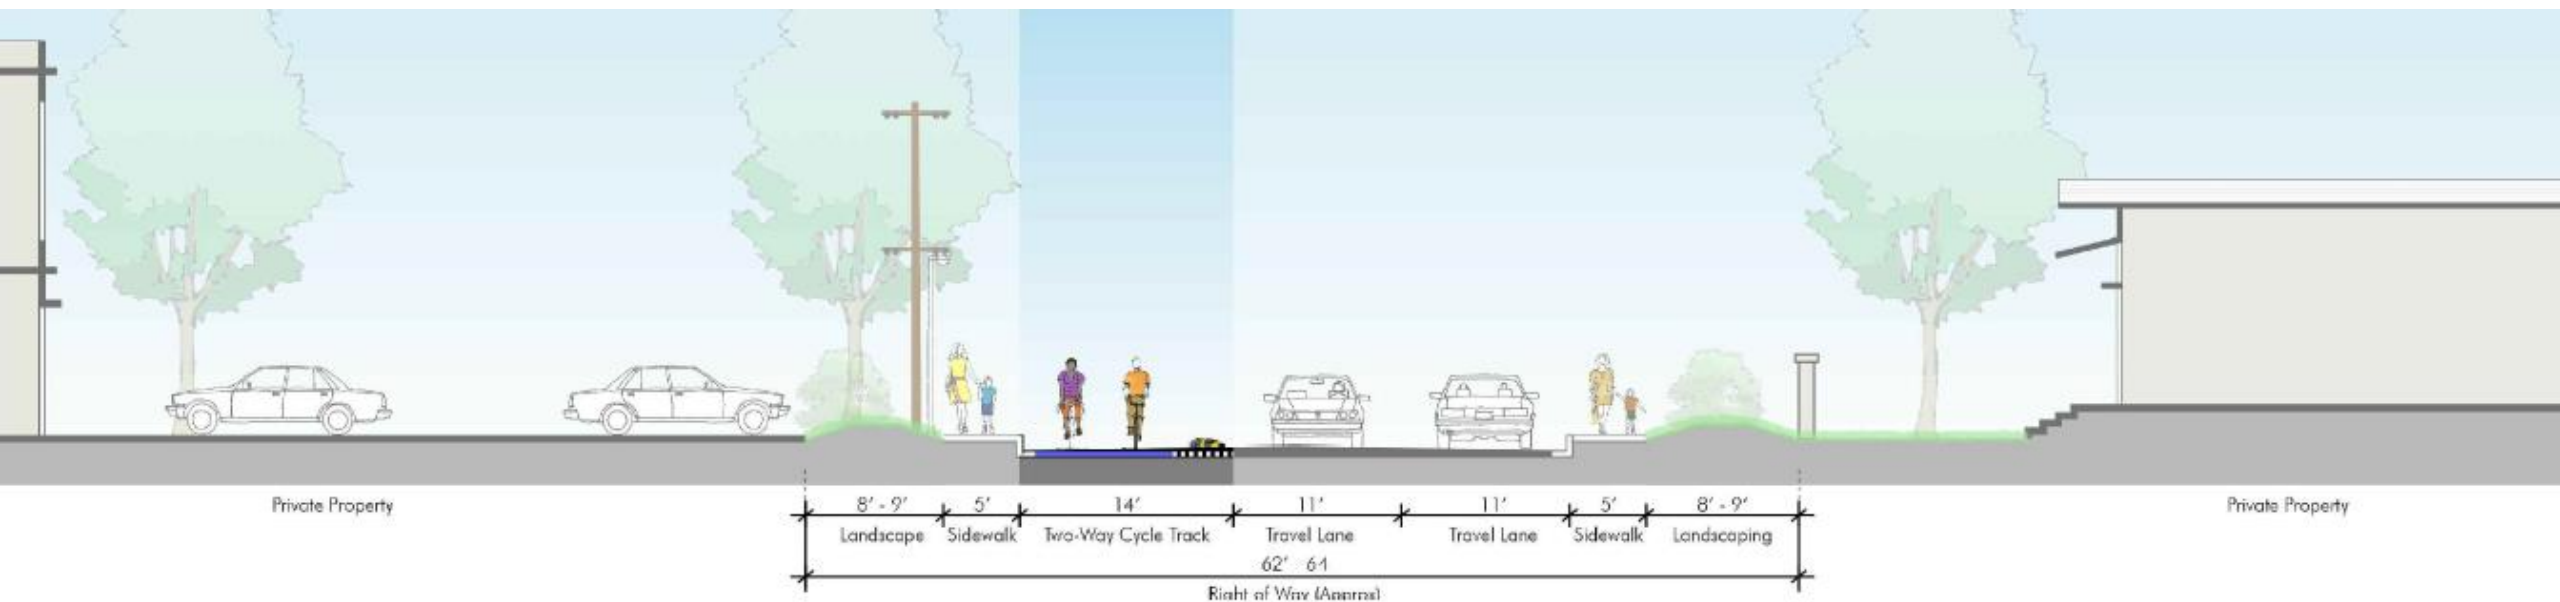 Private Property
8' - 9'
5'
14'
11'
11'
5'
8' - 9'
Private Property
Landscape
Sidewalk
Two-Way Cycle Track
Travel Lane
Travel Lane
Sidewalk
Landscaping
62' 64
Right of Way (Approx)